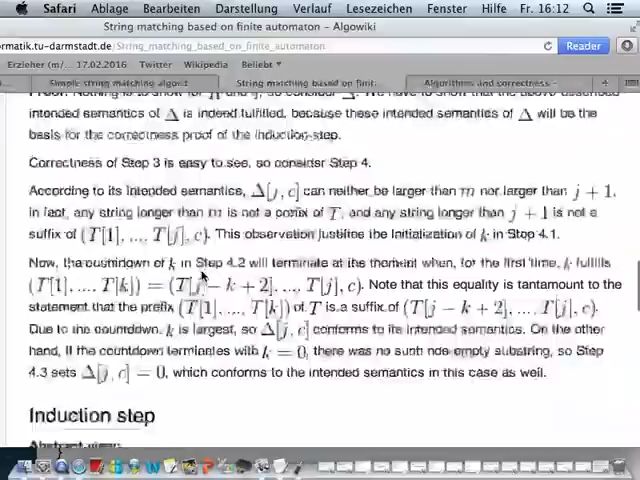 Safari Ablage Bearbeiten Darstellung Verlauf Lesezeichen Fenster Hilfe Fr. 16:12
String matching based on finite automaton – Algowiki
rmatik.tu-darmstadt.de/String_matching_based_on_finite_automaton Reader
Erzieher (m/... 17.02.2016 Twitter Wikipedia Beliebt
Simple string matching algorit... String matching based on finit... Algorithms and correctness –
intended semantics of Δ is indeed fulfilled, because these intended semantics of Δ will be the
basis for the correctness proof of the induction step.
Correctness of Step 3 is easy to see, so consider Step 4.
According to its intended semantics, Δ[j, c] can neither be larger than m nor larger than j + 1.
In fact, any string longer than m is not a prefix of T, and any string longer than j + 1 is not a
suffix of (T[1], ..., T[j], c). This observation justifies the initialization of k in Step 4.1.
Now, the countdown of k in Step 4.2 will terminate at the moment when, for the first time, k fulfills
(T[1], ..., T[k]) = (T[j − k + 2], ..., T[j], c). Note that this equality is tantamount to the
statement that the prefix (T[1], ..., T[k]) of T is a suffix of (T[j − k + 2], ..., T[j], c).
Due to the countdown, k is largest, so Δ[j, c] conforms to its intended semantics. On the other
hand, if the countdown terminates with k = 0, there was no such non empty substring, so Step
4.3 sets Δ[j, c] = 0, which conforms to the intended semantics in this case as well.
Induction step
Abstract view: